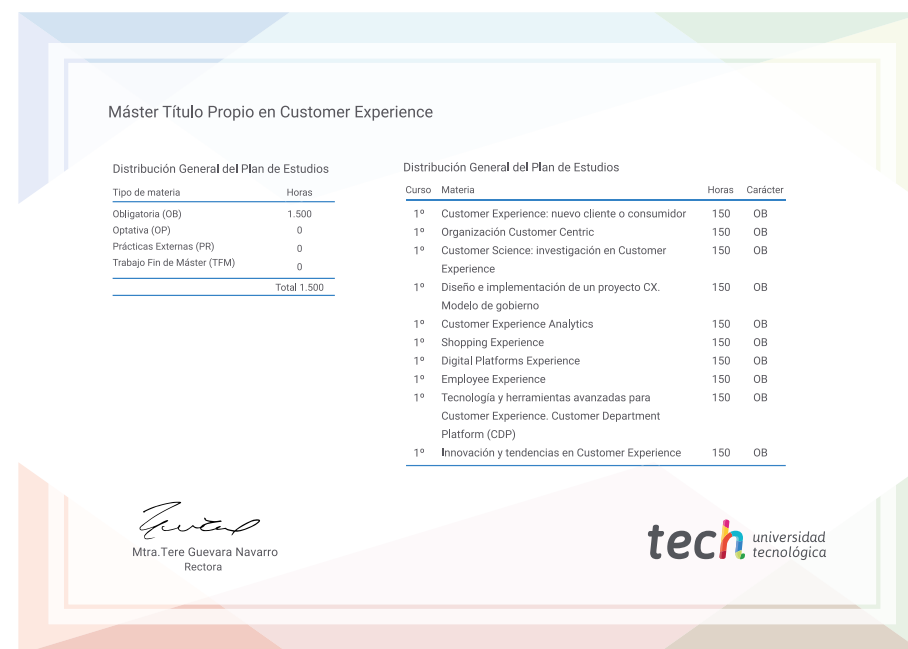 Máster Título Propio en Customer Experience
Distribución General del Plan de Estudios
Tipo de materia Horas
Obligatoria (OB) 1.500
Optativa (OP) 0
Prácticas Externas (PR) 0
Trabajo Fin de Máster (TFM) 0
Total 1.500
Distribución General del Plan de Estudios
Curso Materia Horas Carácter
1º Customer Experience: nuevo cliente o consumidor 150 OB
1º Organización Customer Centric 150 OB
1º Customer Science: investigación en Customer 150 OB
Experience
1º Diseño e implementación de un proyecto CX. 150 OB
Modelo de gobierno
1º Customer Experience Analytics 150 OB
1º Shopping Experience 150 OB
1º Digital Platforms Experience 150 OB
1º Employee Experience 150 OB
1º Tecnología y herramientas avanzadas para 150 OB
Customer Experience. Customer Department
Platform (CDP)
1º Innovación y tendencias en Customer Experience 150 OB
Mtra.Tere Guevara Navarro
Rectora
tech universidad
tecnológica